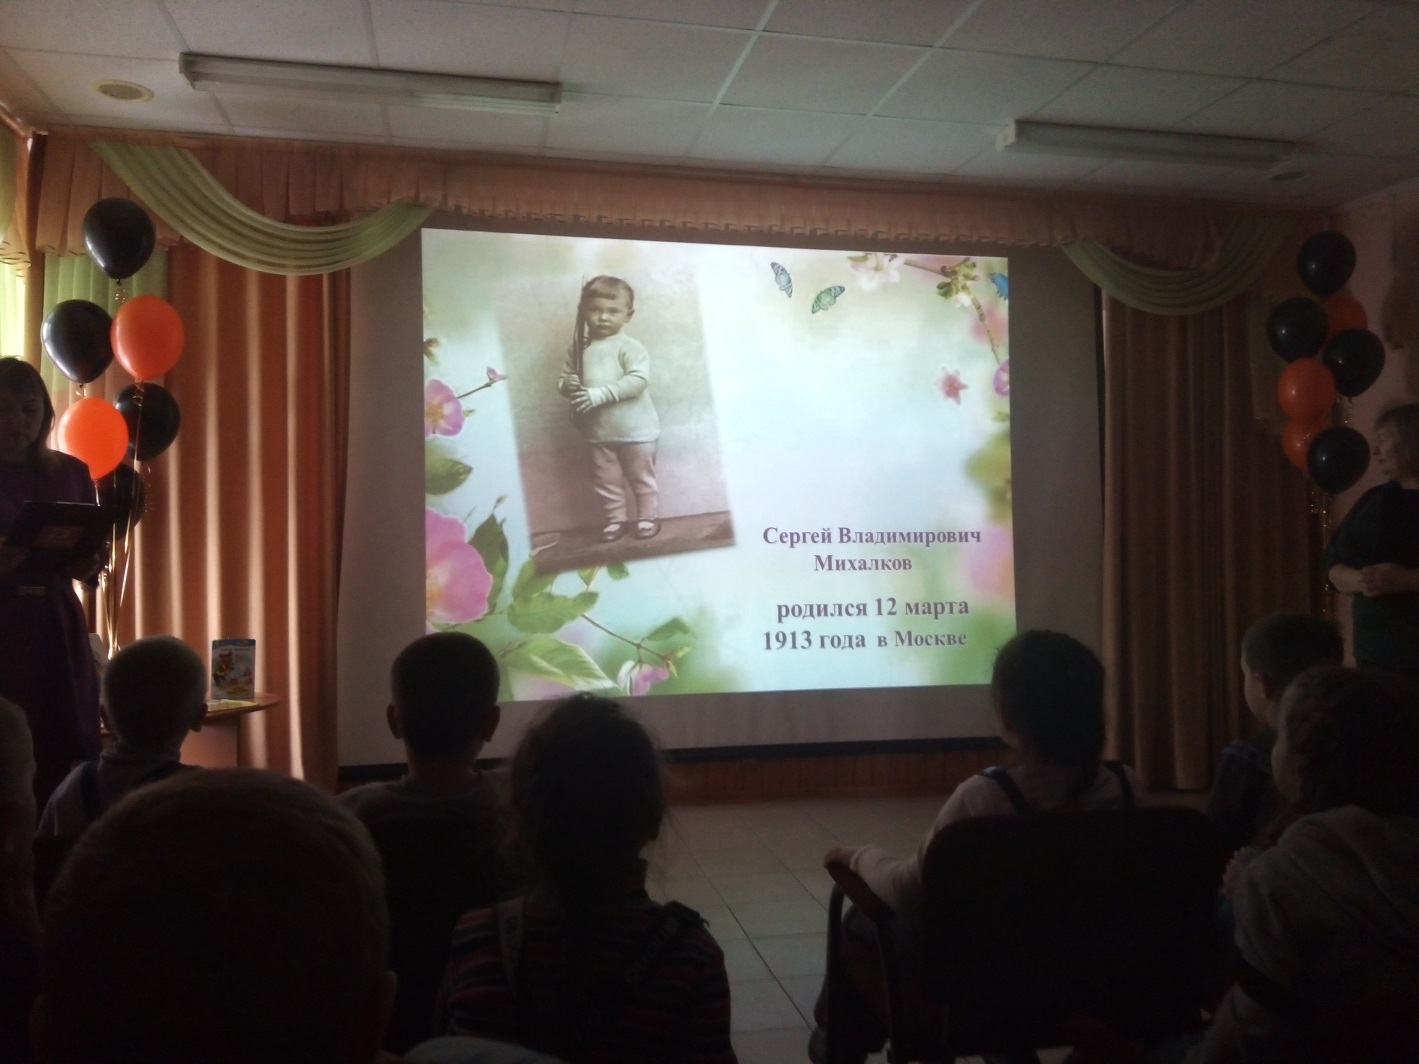 Сергей Владимирович
Михалков
родился 12 марта
1913 года в Москве